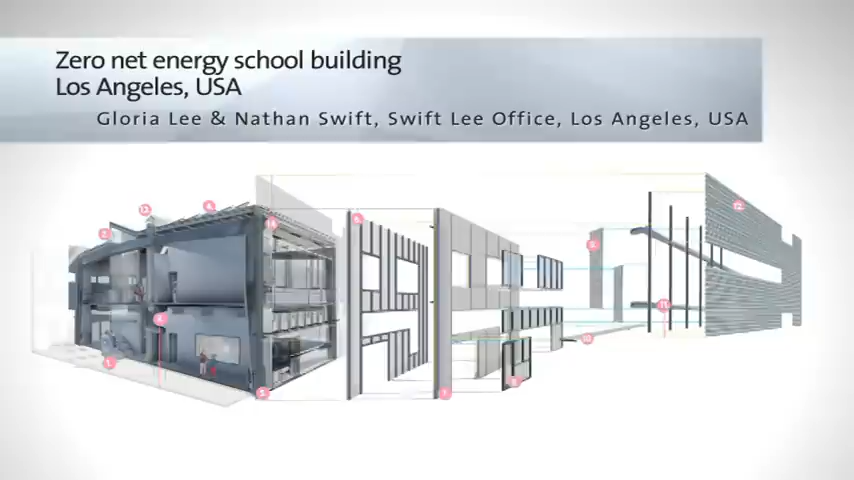 Zero net energy school building
Los Angeles, USA
Gloria Lee & Nathan Swift, Swift Lee Office, Los Angeles, USA